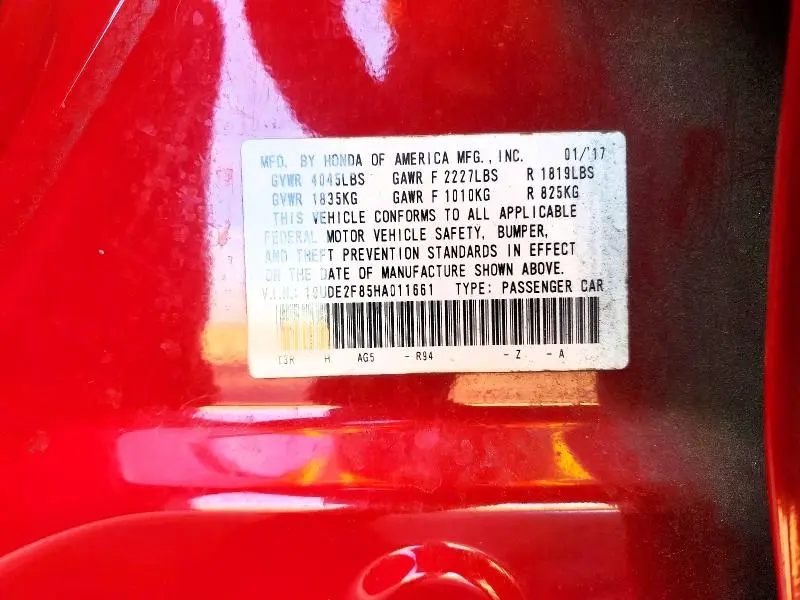 MFD. BY HONDA OF AMERICA MFG., INC. 01/'17
GVWR 4045LBS GAWR F 2227LBS R 1819LBS
GVWR 1835KG GAWR F 1010KG R 825KG
THIS VEHICLE CONFORMS TO ALL APPLICABLE
FEDERAL MOTOR VEHICLE SAFETY, BUMPER,
AND THEFT PREVENTION STANDARDS IN EFFECT
ON THE DATE OF MANUFACTURE SHOWN ABOVE.
V.I.N.: 19UDE2F85HA011661 TYPE: PASSENGER CAR
H AG5 - R94 - Z - A